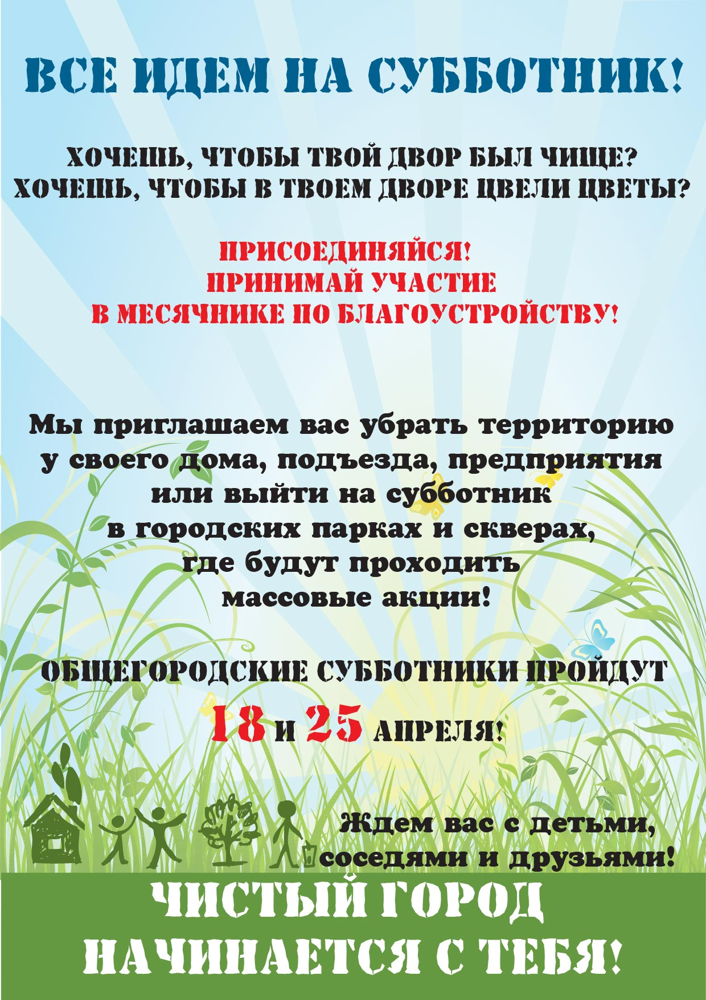 ВСЕ ИДЕМ НА СУББОТНИК!
ХОЧЕШЬ, ЧТОБЫ ТВОЙ ДВОР БЫЛ ЧИЩЕ?
ХОЧЕШЬ, ЧТОБЫ В ТВОЕМ ДВОРЕ ЦВЕЛИ ЦВЕТЫ?
ПРИСОЕДИНЯЙСЯ!
ПРИНИМАЙ УЧАСТИЕ
В МЕСЯЧНИКЕ ПО БЛАГОУСТРОЙСТВУ!
Мы приглашаем вас убрать территорию
у своего дома, подъезда, предприятия
или выйти на субботник
в городских парках и скверах,
где будут проходить
массовые акции!
ОБЩЕГОРОДСКИЕ СУББОТНИКИ ПРОЙДУТ
18 И 25 АПРЕЛЯ!
Ждем вас с детьми,
соседями и друзьями!
ЧИСТЫЙ ГОРОД
НАЧИНАЕТСЯ С ТЕБЯ!